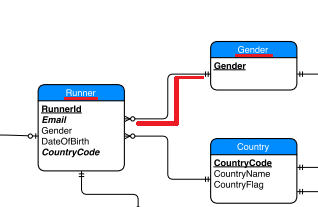 Gender
Gender
Runner
RunnerId
Email
Gender
DateOfBirth
CountryCode
Country
CountryCode
CountryName
CountryFlag